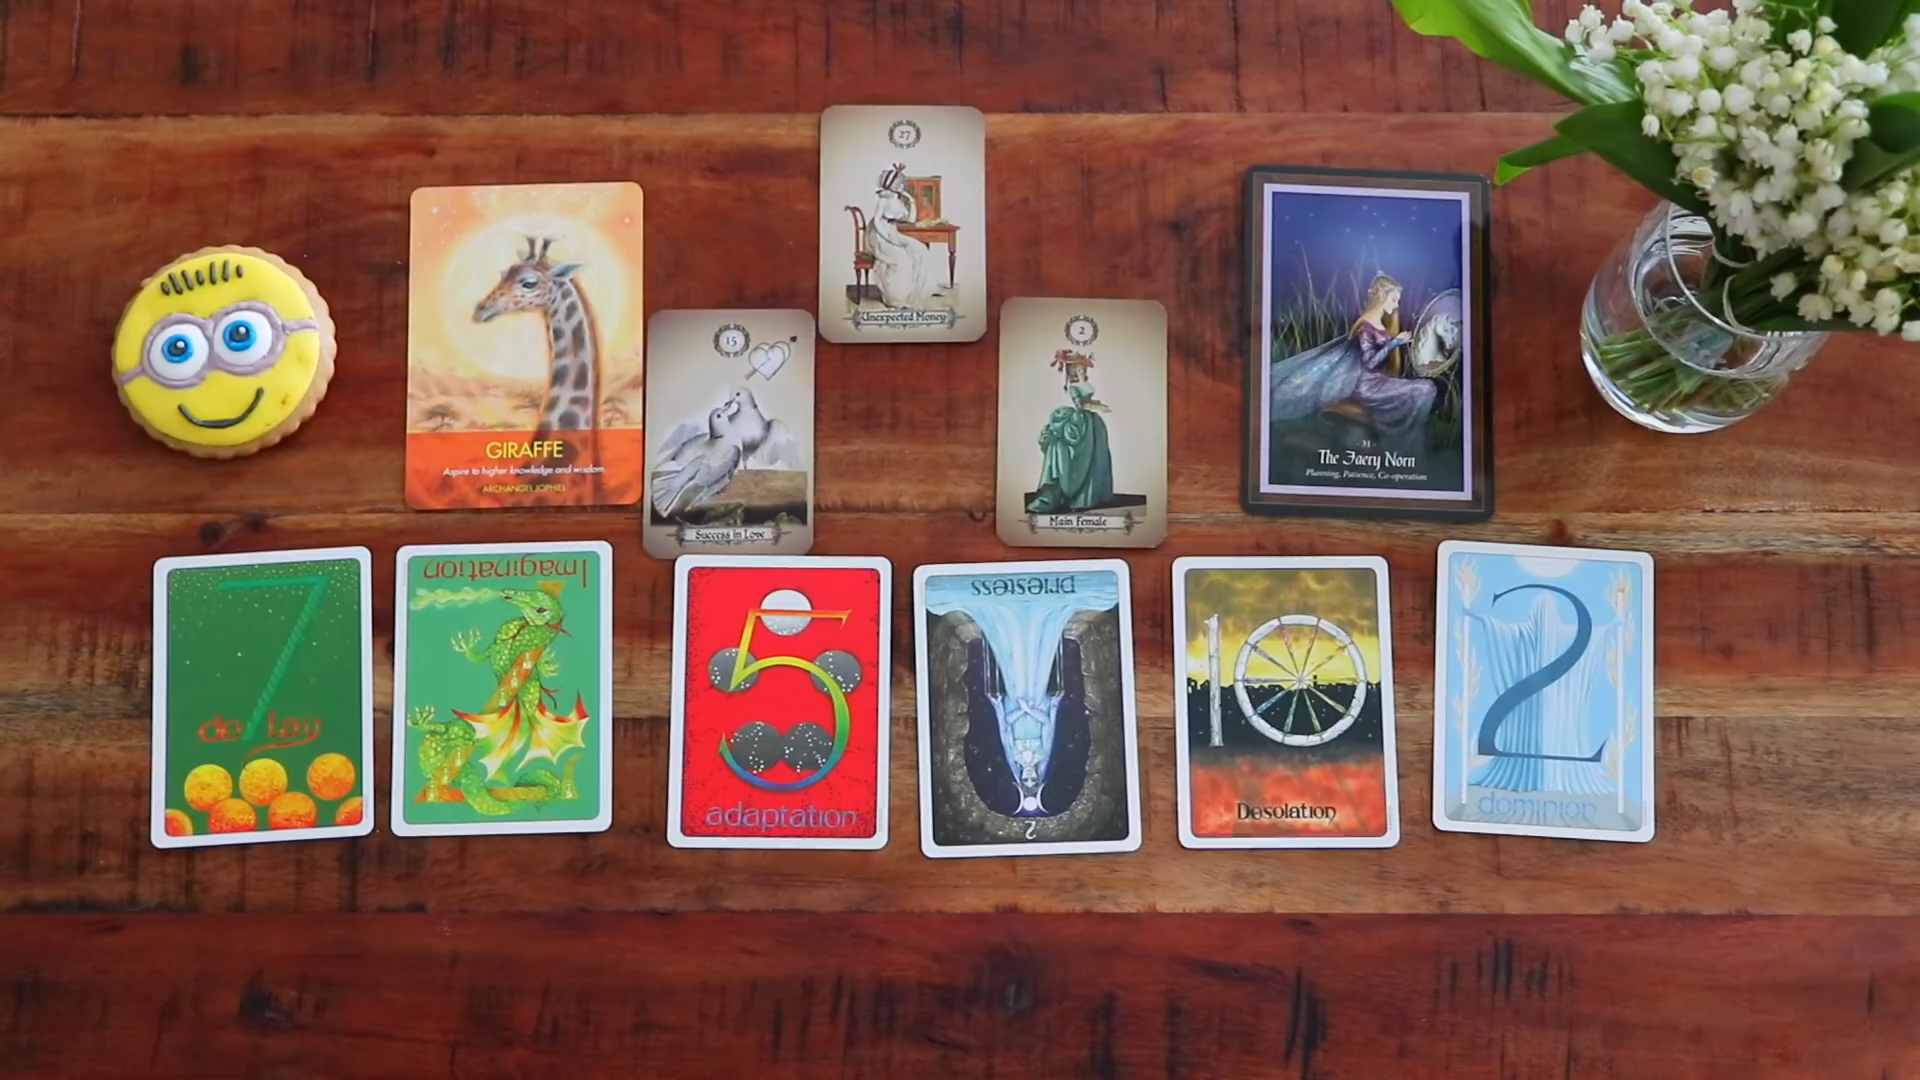 27
Unexpected Money
GIRAFFE
Aspire to higher knowledge and wisdom.
ARCHANGEL JOPHIEL
15
Success in Love
2
Main Female
- 31 -
The Faery Norn
Planning, Patience, Co-operation
7
delay
Imagination
2
5
adaptation
priestess
2
10
Desolation
2
dominion